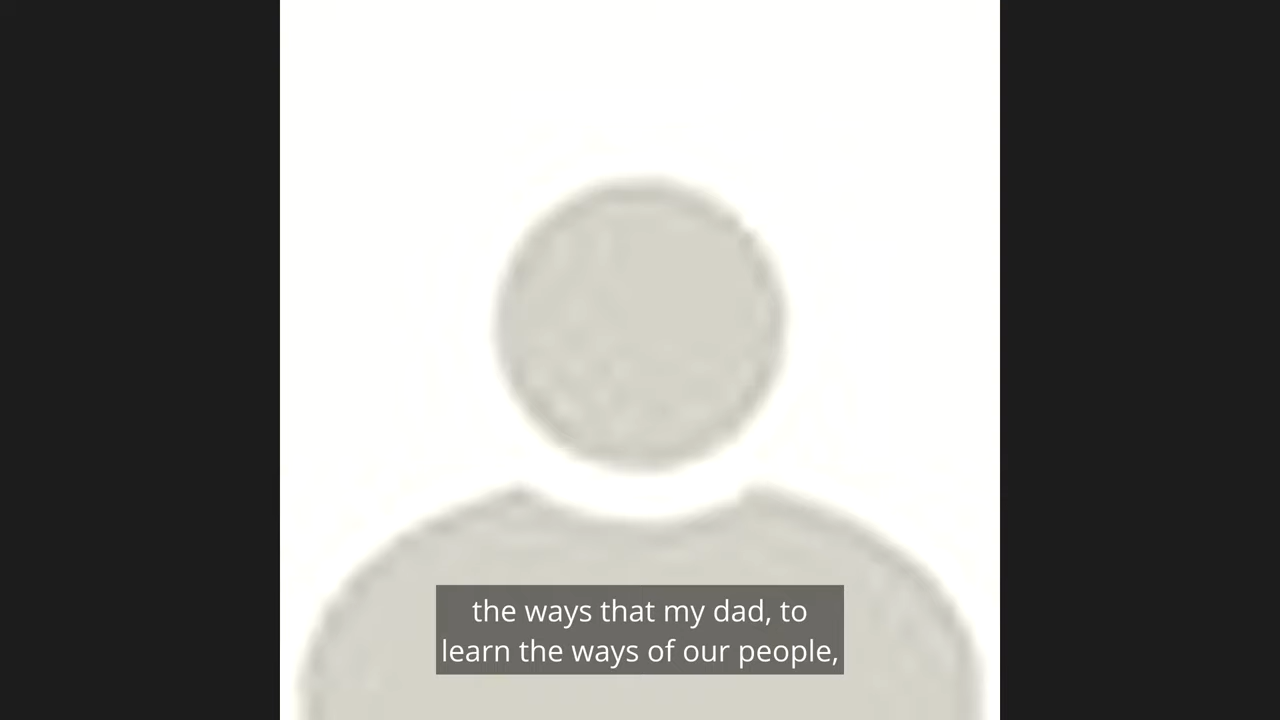 the ways that my dad, to
learn the ways of our people,